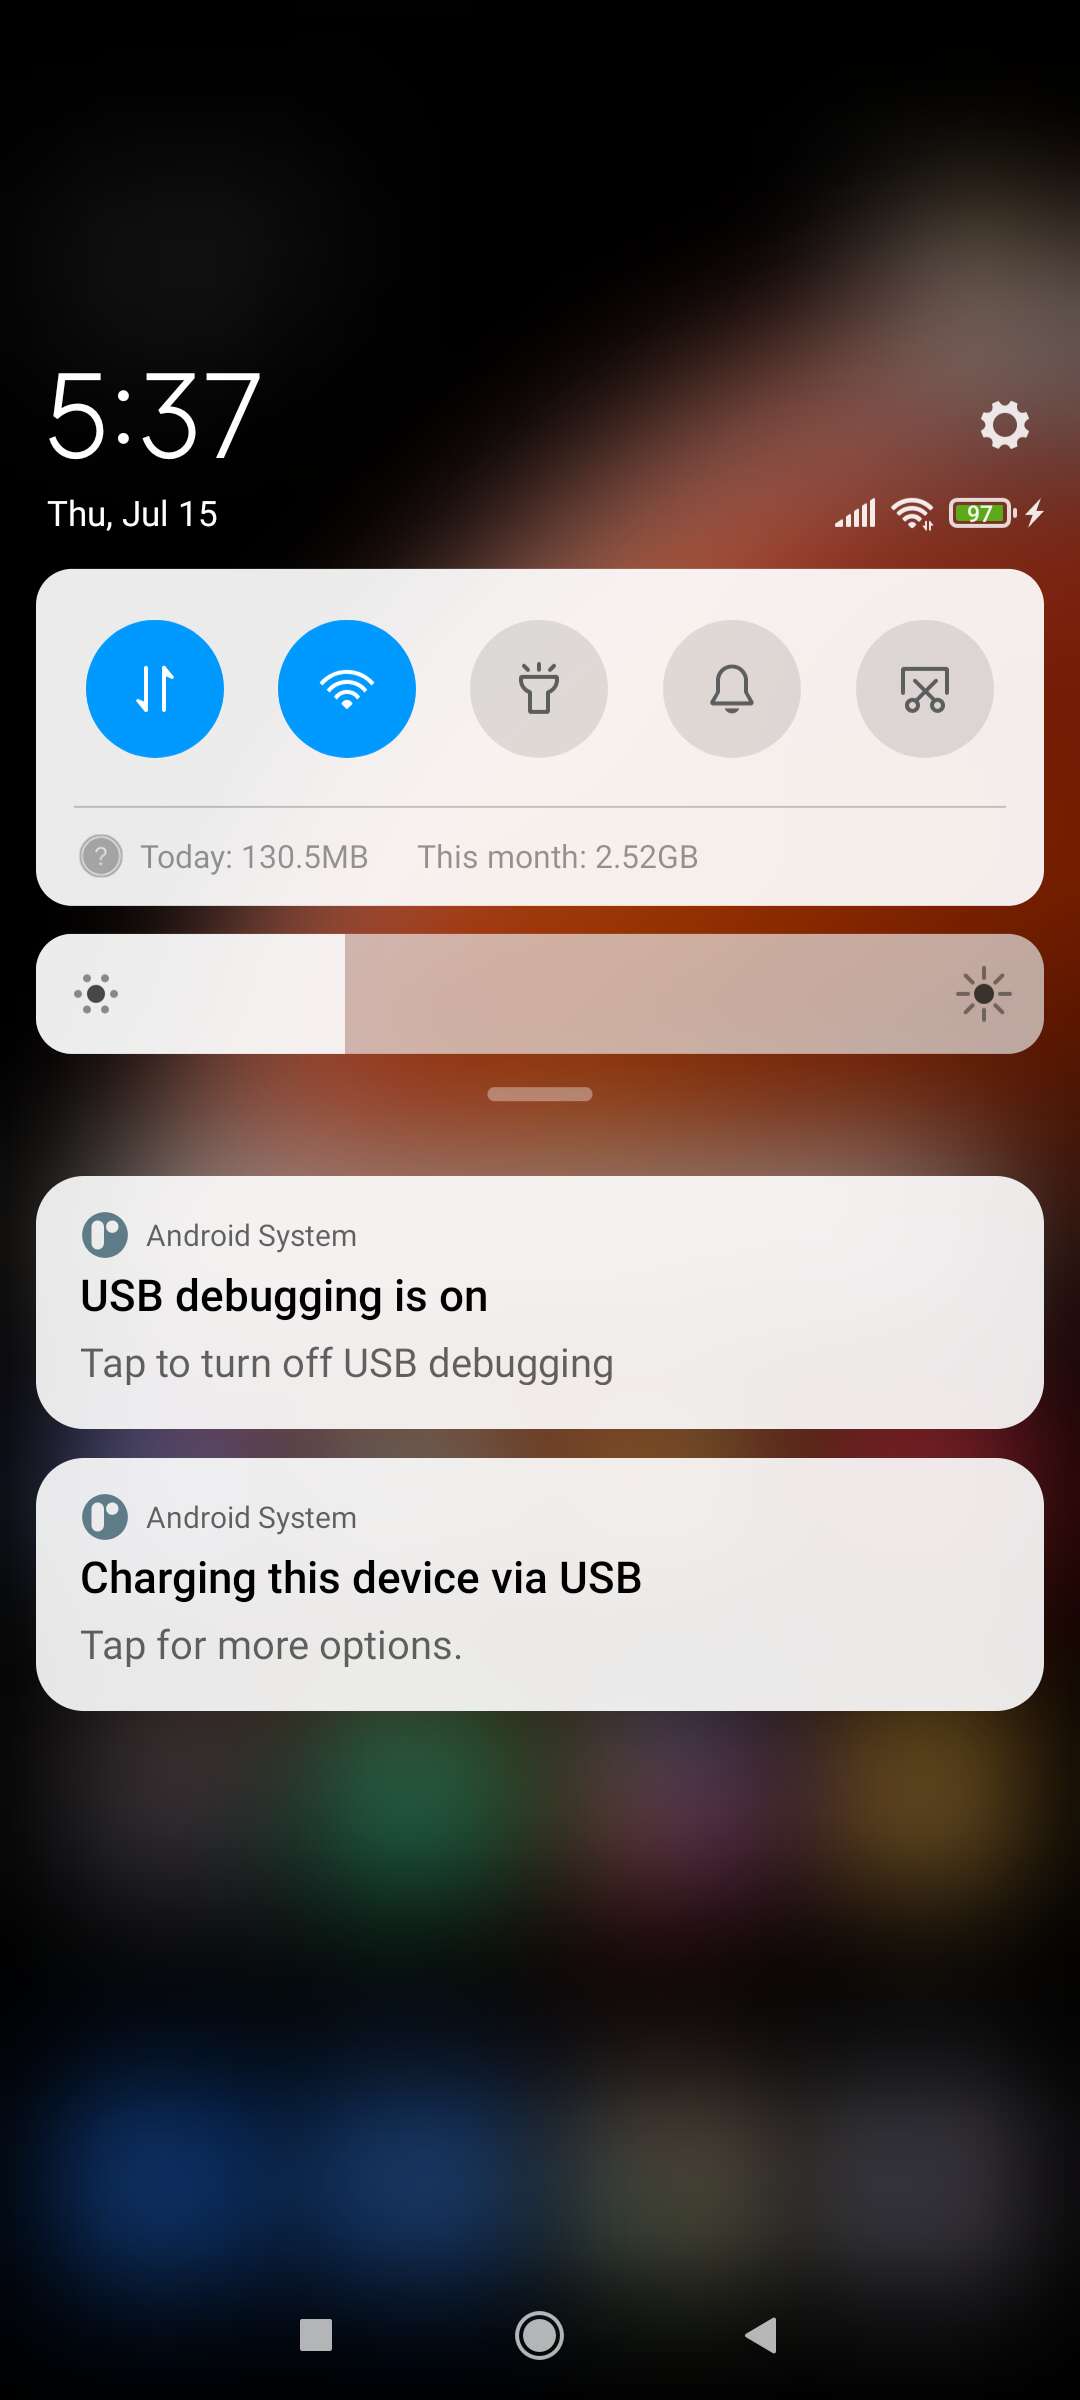 5:37
Thu, Jul 15
97
? Today: 130.5MB This month: 2.52GB
Android System
USB debugging is on
Tap to turn off USB debugging
Android System
Charging this device via USB
Tap for more options.